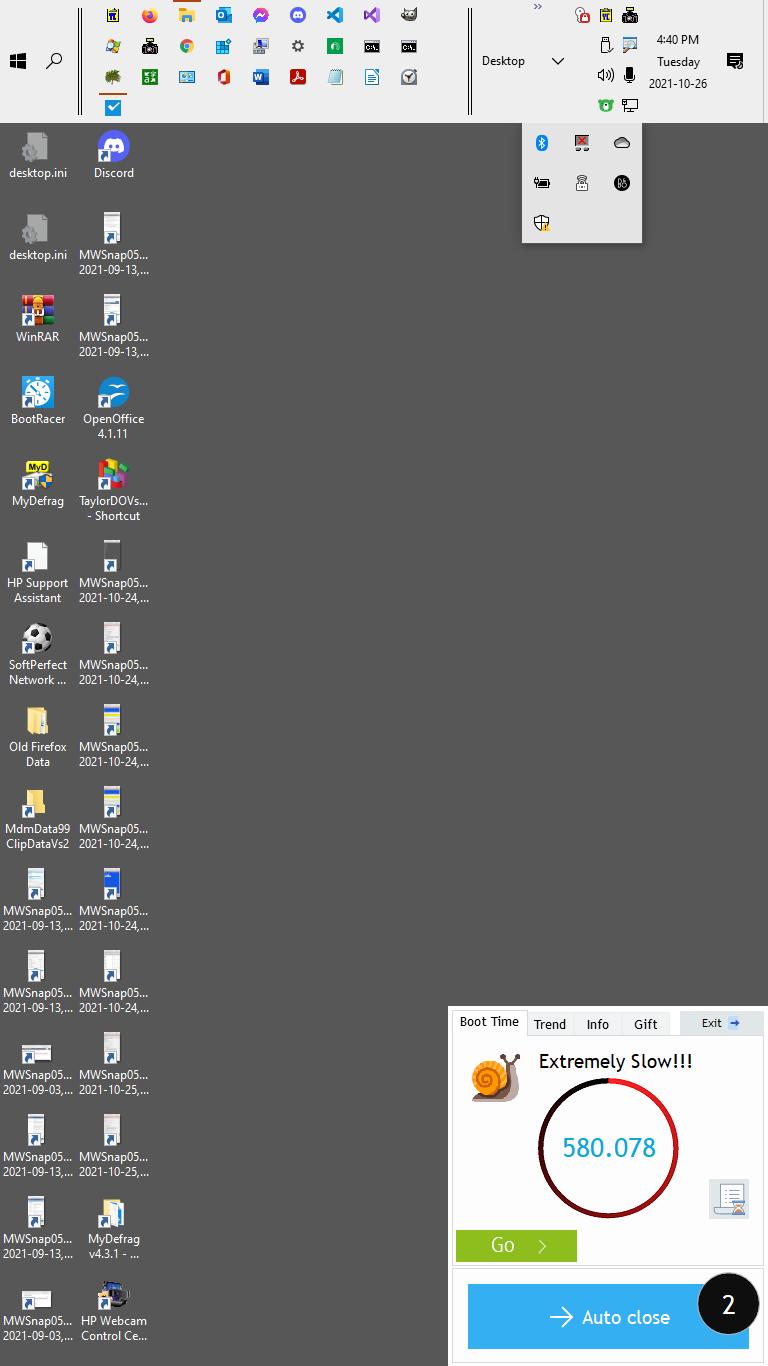 4:40 PM
Desktop
Tuesday
2021-10-26
desktop.ini
Discord
desktop.ini
MWSnap05...
2021-09-13,...
WinRAR
MWSnap05...
2021-09-13,...
BootRacer
OpenOffice
4.1.11
MyD
MyDefrag
TaylorDOVs...
- Shortcut
HP Support
Assistant
MWSnap05...
2021-10-24,...
SoftPerfect
Network ...
MWSnap05...
2021-10-24,...
Old Firefox
Data
MWSnap05...
2021-10-24,...
MdmData99
ClipDataVs2
MWSnap05...
2021-10-24,...
MWSnap05...
2021-09-13,...
MWSnap05...
2021-10-24,...
MWSnap05...
2021-09-13,...
MWSnap05...
2021-10-24,...
MWSnap05...
2021-09-03,...
MWSnap05...
2021-10-25,...
MWSnap05...
2021-09-13,...
MWSnap05...
2021-10-25,...
MWSnap05...
2021-09-13,...
MyDefrag
v4.3.1 - ...
MWSnap05...
2021-09-03,...
HP Webcam
Control Ce...
Boot Time
Trend
Info
Gift
Exit
Extremely Slow!!!
580.078
Go
Auto close
2